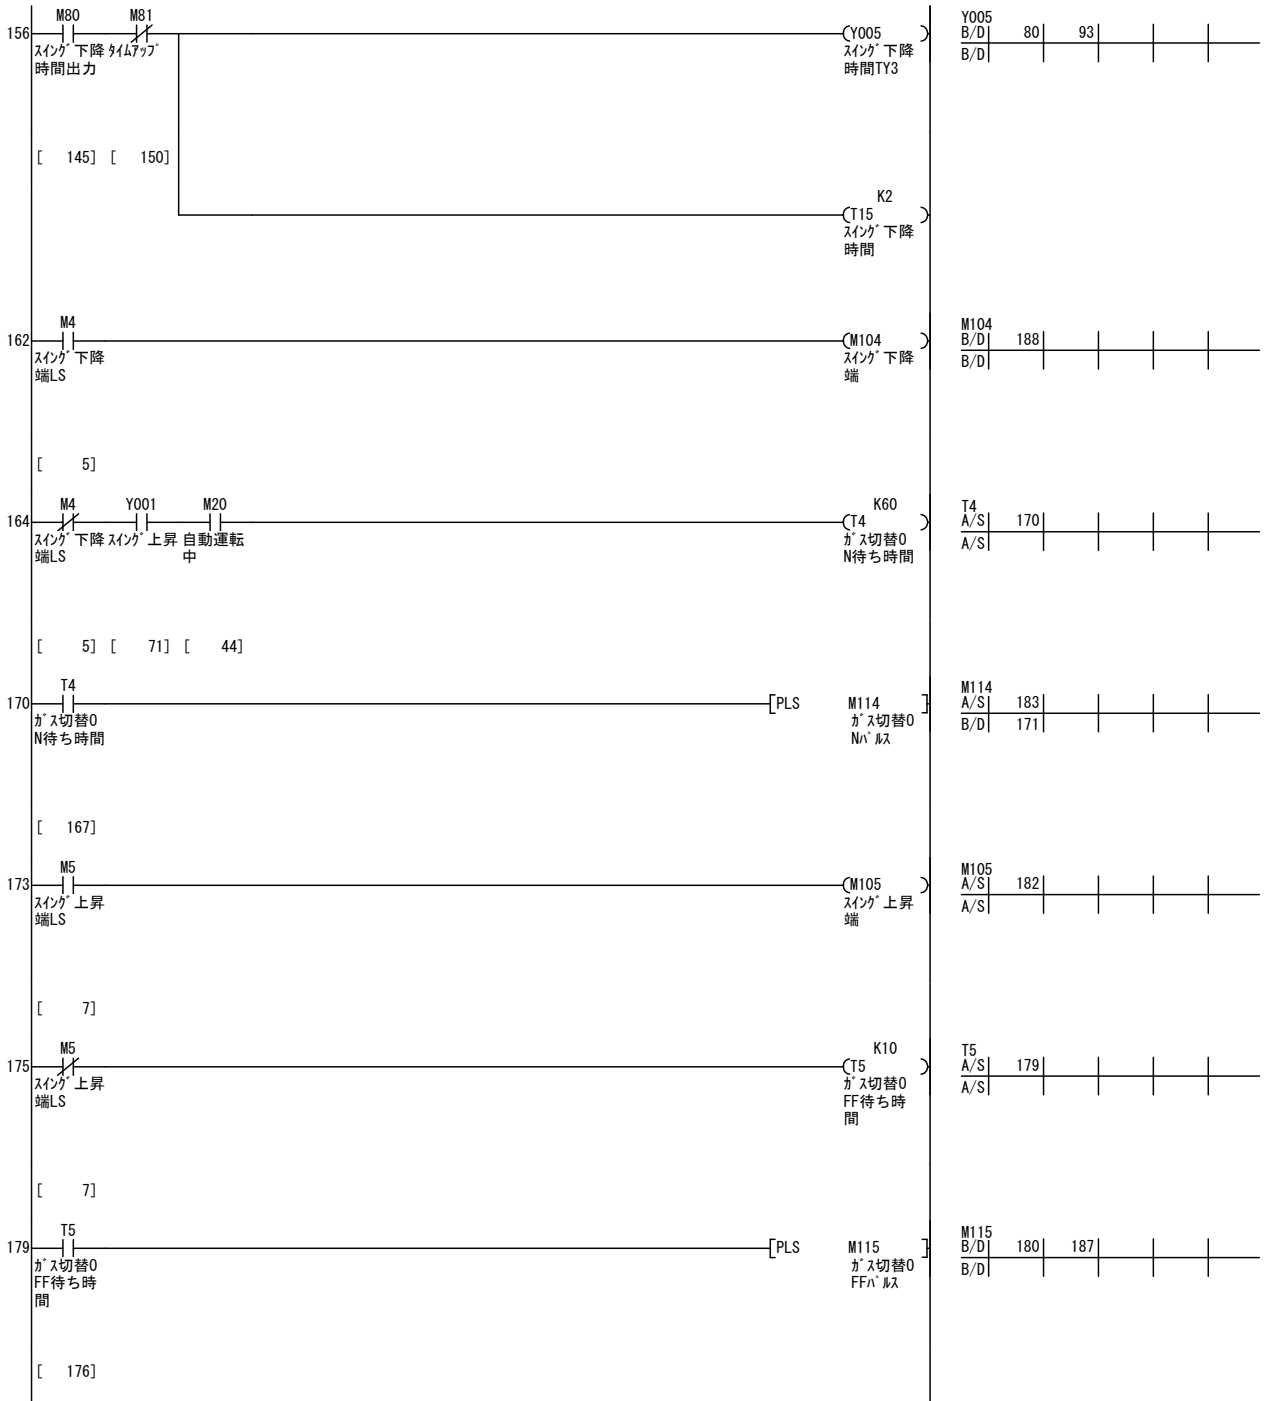 M80 M81 Y005
156 (Y005 ) B/D 80 93
ｽｲﾝｸﾞ下降 ﾀｲﾑｱｯﾌﾟ ｽｲﾝｸﾞ下降 B/D
時間出力 時間TY3
[ 145] [ 150]
K2
(T15 )
ｽｲﾝｸﾞ下降
時間
M4 M104
162 (M104 ) B/D 188
ｽｲﾝｸﾞ下降 ｽｲﾝｸﾞ下降 B/D
端LS 端
[ 5]
M4 Y001 M20 K60 T4
164 (T4 ) A/S 170
ｽｲﾝｸﾞ下降 ｽｲﾝｸﾞ上昇 自動運転 ｶﾞｽ切替O A/S
端LS 中 N待ち時間
[ 5] [ 71] [ 44]
T4 M114
170 [PLS M114 ] A/S 183
ｶﾞｽ切替O ｶﾞｽ切替O B/D 171
N待ち時間 Nﾊﾟﾙｽ
[ 167]
M5 M105
173 (M105 ) A/S 182
ｽｲﾝｸﾞ上昇 ｽｲﾝｸﾞ上昇 A/S
端LS 端
[ 7]
M5 K10 T5
175 (T5 ) A/S 179
ｽｲﾝｸﾞ上昇 ｶﾞｽ切替O A/S
端LS FF待ち時
間
[ 7]
T5 M115
179 [PLS M115 ] B/D 180 187
ｶﾞｽ切替O ｶﾞｽ切替O B/D
FF待ち時 FFﾊﾟﾙｽ
間
[ 176]